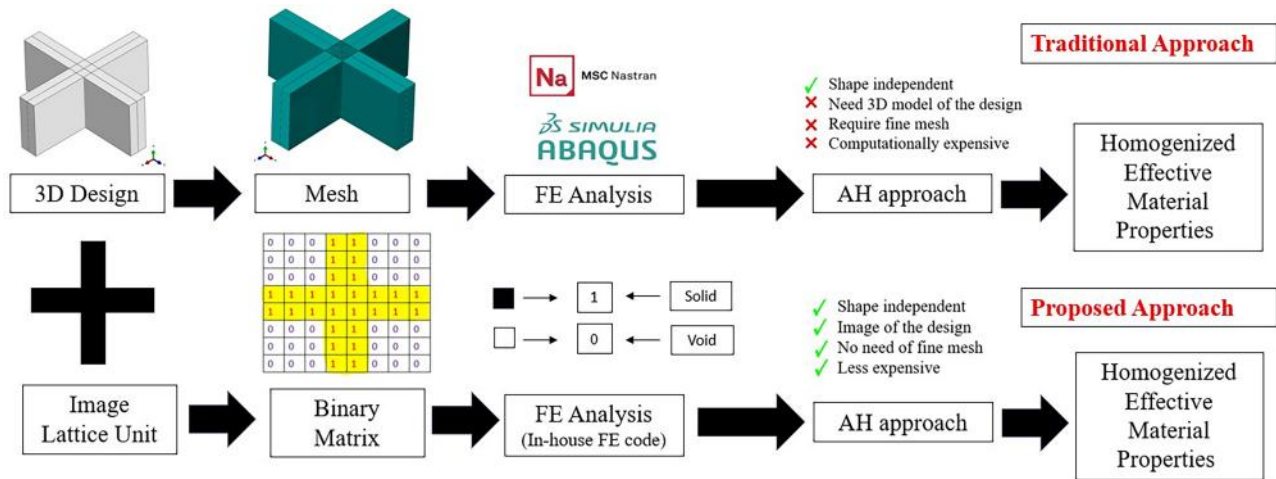 Traditional Approach
Na MSC Nastran
3S SIMULIA
ABAQUS
✓ Shape independent
× Need 3D model of the design
× Require fine mesh
× Computationally expensive
3D Design
Mesh
FE Analysis
AH approach
Homogenized
Effective
Material
Properties
0 0 0 1 1 0 0 0
0 0 0 1 1 0 0 0
0 0 0 1 1 0 0 0
1 1 1 1 1 1 1 1
1 1 1 1 1 1 1 1
0 0 0 1 1 0 0 0
0 0 0 1 1 0 0 0
0 0 0 1 1 0 0 0
1
Solid
0
Void
Proposed Approach
✓ Shape independent
✓ Image of the design
✓ No need of fine mesh
✓ Less expensive
Image
Lattice Unit
Binary
Matrix
FE Analysis
(In-house FE code)
AH approach
Homogenized
Effective
Material
Properties